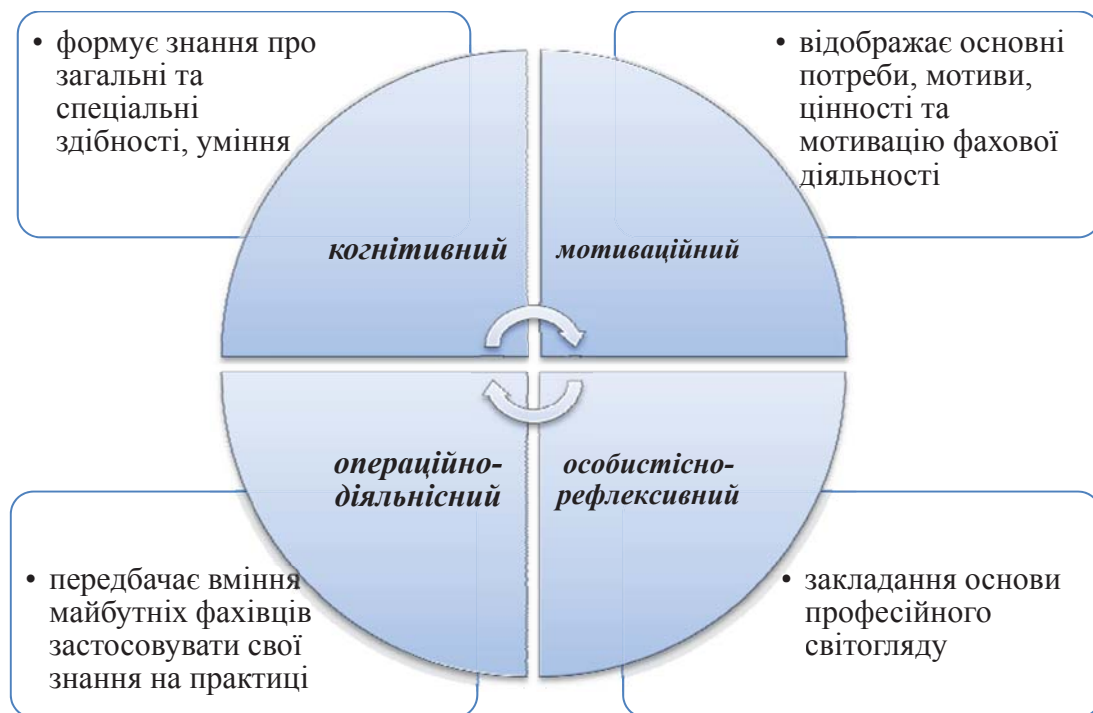 • формує знання про
загальні та
спеціальні
здібності, уміння
• відображає основні
потреби, мотиви,
цінності та
мотивацію фахової
діяльності
когнітивний
мотиваційний
операційно-
діяльнісний
особистісно-
рефлексивний
• передбачає вміння
майбутніх фахівців
застосовувати свої
знання на практиці
• закладання основи
професійного
світогляду